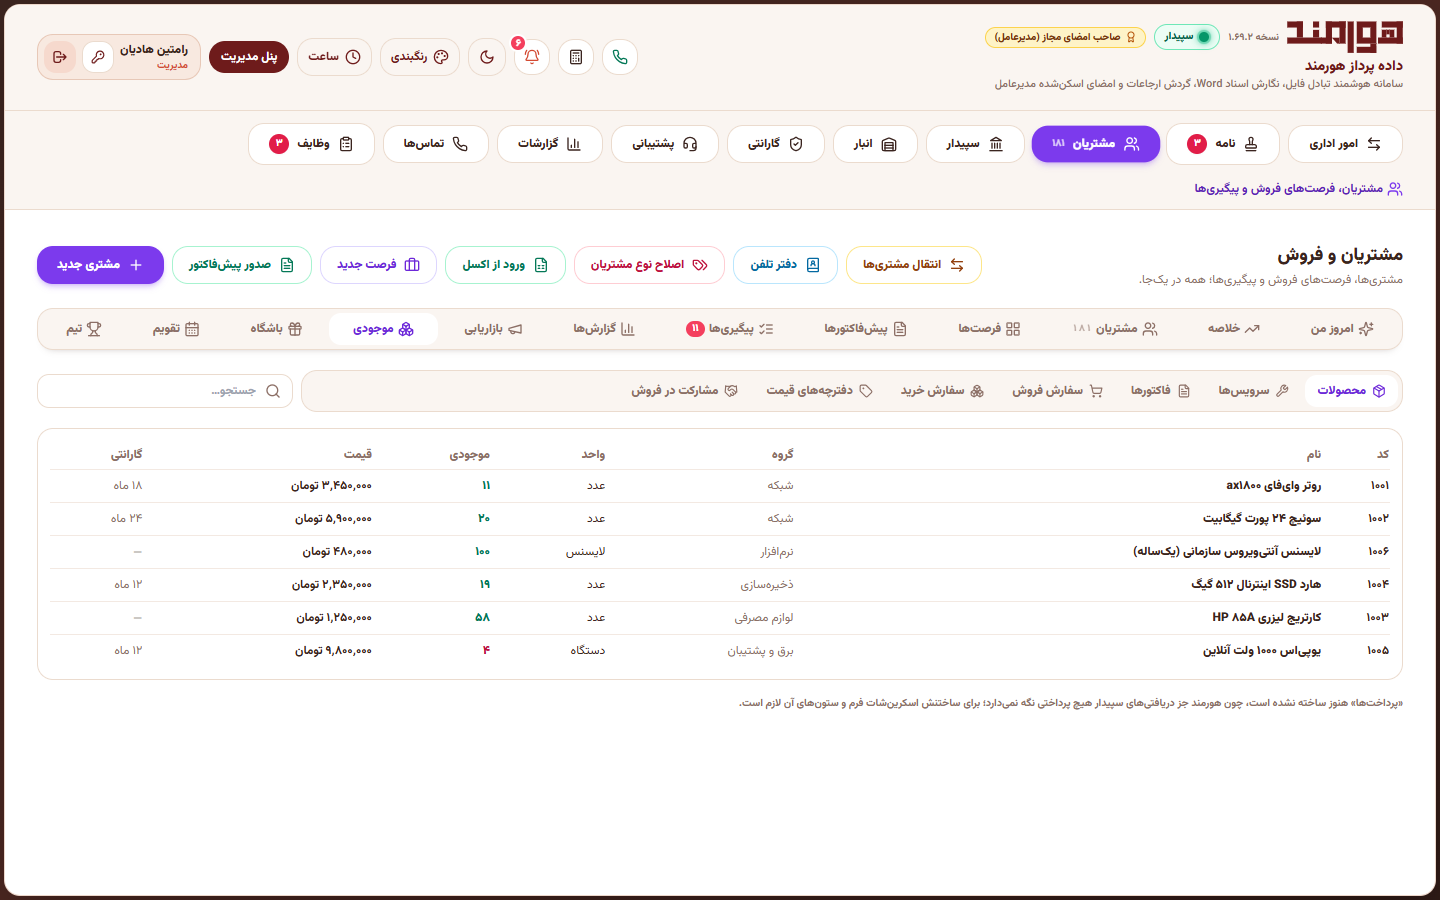 هورمند
نسخه ۱.۶۹.۲
سپیدار
صاحب امضای مجاز (مدیرعامل)
داده پرداز هورمند
سامانه هوشمند تبادل فایل، نگارش اسناد Word، گردش ارجاعات و امضای اسکن‌شده مدیرعامل
۶
رنگبندی
ساعت
پنل مدیریت
رامتین هادیان
مدیریت
امور اداری
نامه ۳
مشتریان ۱۸۱
سپیدار
انبار
گارانتی
پشتیبانی
گزارشات
تماس‌ها
وظایف ۳
مشتریان، فرصت‌های فروش و پیگیری‌ها
مشتریان و فروش
مشتری‌ها، فرصت‌های فروش و پیگیری‌ها؛ همه در یک‌جا.
انتقال مشتری‌ها
دفتر تلفن
اصلاح نوع مشتریان
ورود از اکسل
فرصت جدید
صدور پیش‌فاکتور
مشتری جدید
امروز من
خلاصه
مشتریان ۱۸۱
فرصت‌ها
پیش‌فاکتورها
پیگیری‌ها ۱۱
گزارش‌ها
بازاریابی
موجودی
باشگاه
تقویم
تیم
محصولات
سرویس‌ها
فاکتورها
سفارش فروش
سفارش خرید
دفترچه‌های قیمت
مشارکت در فروش
جستجو...
کد نام گروه واحد موجودی قیمت گارانتی
۱۰۰۱ روتر وای‌فای ax۱۸۰۰ شبکه عدد ۱۱ ۳,۴۵۰,۰۰۰ تومان ۱۸ ماه
۱۰۰۲ سوئیچ ۲۴ پورت گیگابیت شبکه عدد ۲۰ ۵,۹۰۰,۰۰۰ تومان ۲۴ ماه
۱۰۰۶ لایسنس آنتی‌ویروس سازمانی (یک‌ساله) نرم‌افزار لایسنس ۱۰۰ ۴۸۰,۰۰۰ تومان –
۱۰۰۴ هارد SSD اینترنال ۵۱۲ گیگ ذخیره‌سازی عدد ۱۹ ۲,۳۵۰,۰۰۰ تومان ۱۲ ماه
۱۰۰۳ کارتریج لیزری HP ۸۵A لوازم مصرفی عدد ۵۸ ۱,۲۵۰,۰۰۰ تومان –
۱۰۰۵ یوپی‌اس ۱۰۰۰ ولت آنلاین برق و پشتیبان دستگاه ۴ ۹,۸۰۰,۰۰۰ تومان ۱۲ ماه
«پرداخت‌ها» هنوز ساخته نشده است، چون هورمند جز دریافتی‌های سپیدار هیچ پرداختی نگه نمی‌دارد؛ برای ساختنش اسکرین‌شات فرم و ستون‌های آن لازم است.